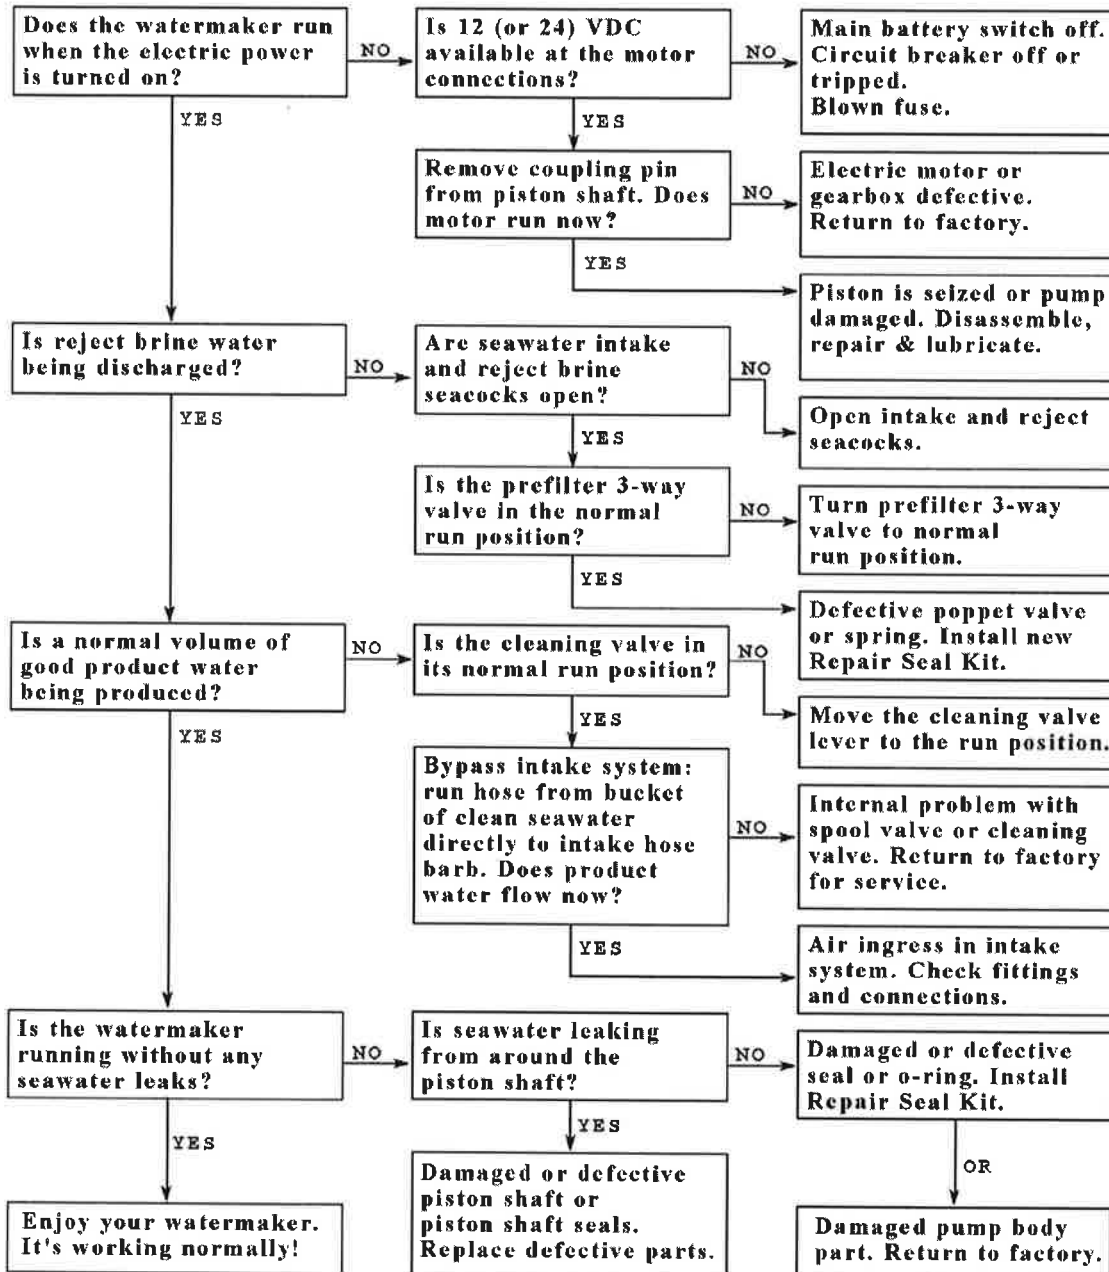 Does the watermaker run
when the electric power
is turned on?
NO
Is 12 (or 24) VDC
available at the motor
connections?
NO
Main battery switch off.
Circuit breaker off or
tripped.
Blown fuse.
YES
YES
Remove coupling pin
from piston shaft. Does
motor run now?
NO
Electric motor or
gearbox defective.
Return to factory.
YES
Piston is seized or pump
damaged. Disassemble,
repair & lubricate.
Is reject brine water
being discharged?
NO
Are seawater intake
and reject brine
seacocks open?
NO
Open intake and reject
seacocks.
YES
YES
Is the prefilter 3-way
valve in the normal
run position?
NO
Turn prefilter 3-way
valve to normal
run position.
YES
Defective poppet valve
or spring. Install new
Repair Seal Kit.
Is a normal volume of
good product water
being produced?
NO
Is the cleaning valve in
its normal run position?
NO
Move the cleaning valve
lever to the run position.
YES
YES
Bypass intake system:
run hose from bucket
of clean seawater
directly to intake hose
barb. Does product
water flow now?
NO
Internal problem with
spool valve or cleaning
valve. Return to factory
for service.
YES
Air ingress in intake
system. Check fittings
and connections.
Is the watermaker
running without any
seawater leaks?
NO
Is seawater leaking
from around the
piston shaft?
NO
Damaged or defective
seal or o-ring. Install
Repair Seal Kit.
YES
YES
OR
Enjoy your watermaker.
It's working normally!
Damaged or defective
piston shaft or
piston shaft seals.
Replace defective parts.
Damaged pump body
part. Return to factory.